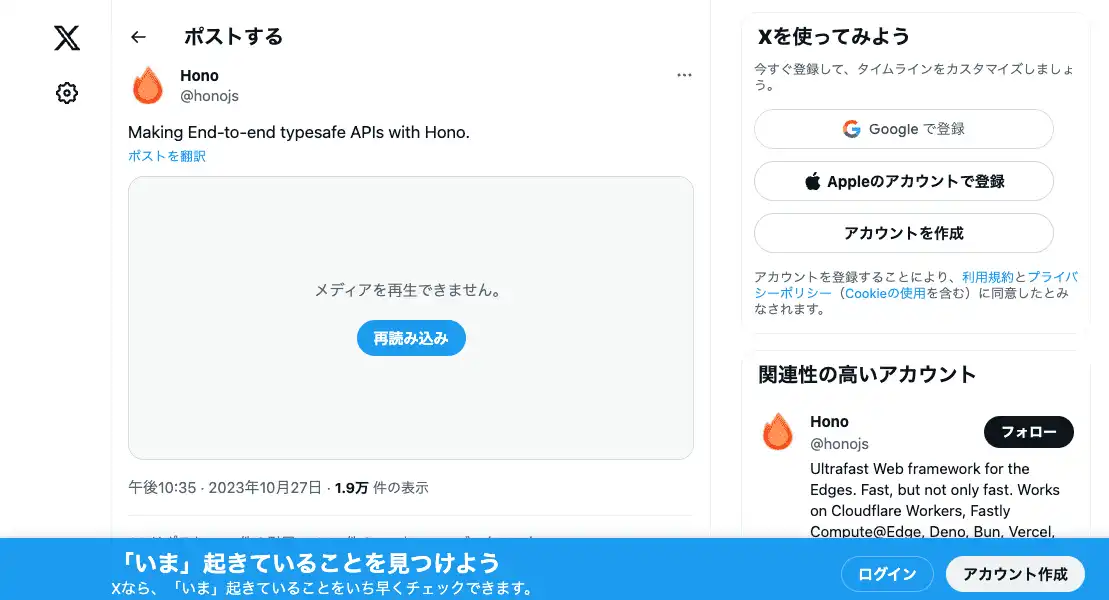 ポストする
Hono
@honojs
Making End-to-end typesafe APIs with Hono.
ポストを翻訳
メディアを再生できません。
再読み込み
午後10:35 · 2023年10月27日 · 1.9万 件の表示
Xを使ってみよう
今すぐ登録して、タイムラインをカスタマイズしましょ
う。
Google で登録
Appleのアカウントで登録
アカウントを作成
アカウントを登録することにより、利用規約とプライバ
シーポリシー（Cookieの使用を含む）に同意したとみ
なされます。
関連性の高いアカウント
Hono
@honojs
フォロー
Ultrafast Web framework for the
Edges. Fast, but not only fast. Works
on Cloudflare Workers, Fastly
Compute@Edge, Deno, Bun, Vercel,
「いま」起きていることを見つけよう
Xなら、「いま」起きていることをいち早くチェックできます。
ログイン
アカウント作成